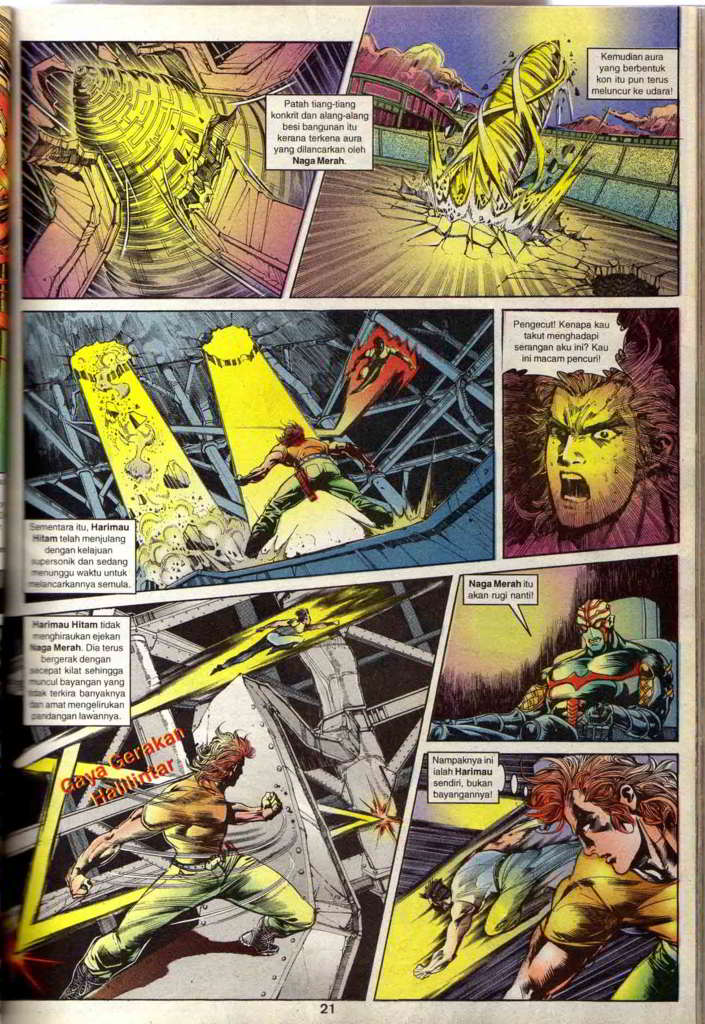 Patah tiang-tiang
konkrit dan alang-alang
besi bangunan itu
kerana terkena aura
yang dilancarkan oleh
Naga Merah.
Kemudian aura
yang berbentuk
kon itu pun terus
meluncur ke udara!
Sementara itu, Harimau
Hitam telah menjulang
dengan kelajuan
supersonik dan sedang
menunggu waktu untuk
melancarkannya semula.
Pengecut! Kenapa kau
takut menghadapi
serangan aku ini? Kau
ini macam pencuri!
Harimau Hitam tidak
menghiraukan ejekan
Naga Merah. Dia terus
bergerak dengan
secepat kilat sehingga
muncul bayangan yang
tidak terkira banyaknya
dan amat mengelirukan
pandangan lawannya.
Gaya Gerakan
Halilintar
Naga Merah itu
akan rugi nanti!
Nampaknya ini
ialah Harimau
sendiri, bukan
bayangannya!
21